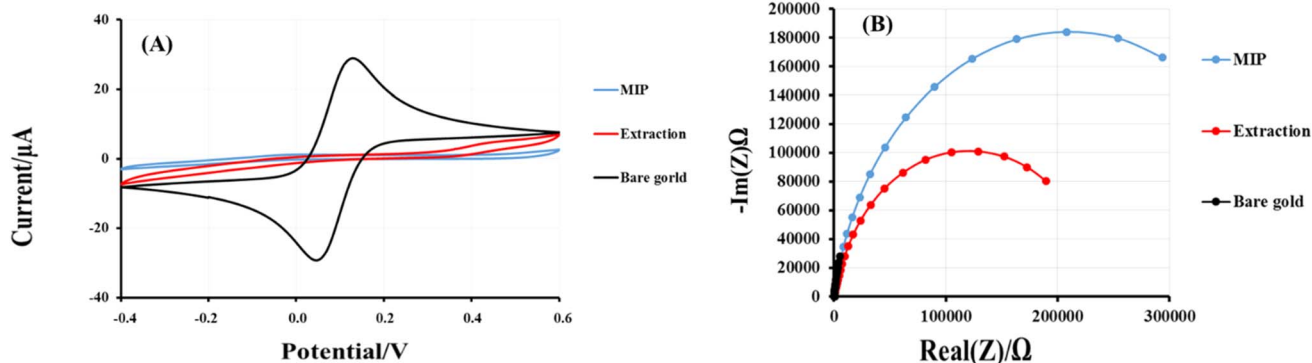 (A)
Current/μA
40
20
0
-20
-40
-0.4 -0.2 0.0 0.2 0.4 0.6
Potential/V
MIP
Extraction
Bare gorld
(B)
-Im(Z)Ω
200000
180000
160000
140000
120000
100000
80000
60000
40000
20000
0
0 100000 200000 300000
Real(Z)/Ω
MIP
Extraction
Bare gold